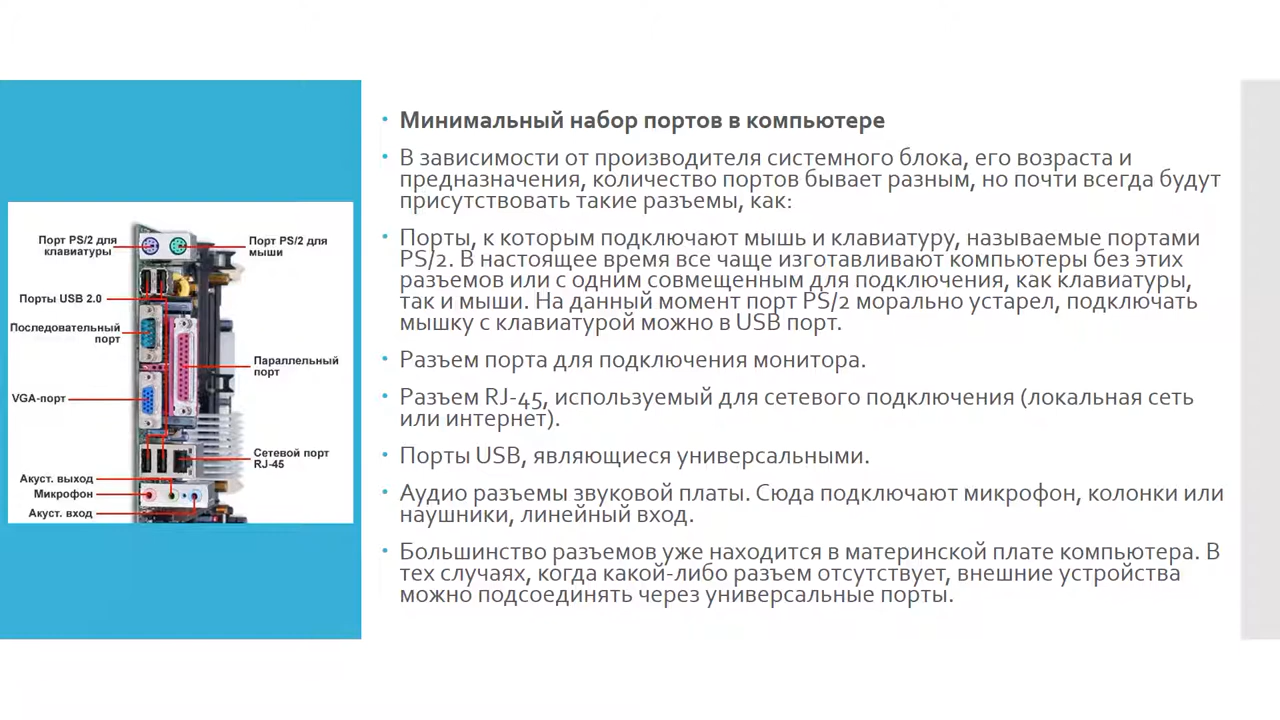 Порт PS/2 для
клавиатуры
Порт PS/2 для
мыши
Порты USB 2.0
Последовательный
порт
Параллельный
порт
VGA-порт
Сетевой порт
RJ-45
Акуст. выход
Микрофон
Акуст. вход
Минимальный набор портов в компьютере
В зависимости от производителя системного блока, его возраста и
предназначения, количество портов бывает разным, но почти всегда будут
присутствовать такие разъемы, как:
Порты, к которым подключают мышь и клавиатуру, называемые портами
PS/2. В настоящее время все чаще изготавливают компьютеры без этих
разъемов или с одним совмещенным для подключения, как клавиатуры,
так и мыши. На данный момент порт PS/2 морально устарел, подключать
мышку с клавиатурой можно в USB порт.
Разъем порта для подключения монитора.
Разъем RJ-45, используемый для сетевого подключения (локальная сеть
или интернет).
Порты USB, являющиеся универсальными.
Аудио разъемы звуковой платы. Сюда подключают микрофон, колонки или
наушники, линейный вход.
Большинство разъемов уже находится в материнской плате компьютера. В
тех случаях, когда какой-либо разъем отсутствует, внешние устройства
можно подсоединять через универсальные порты.